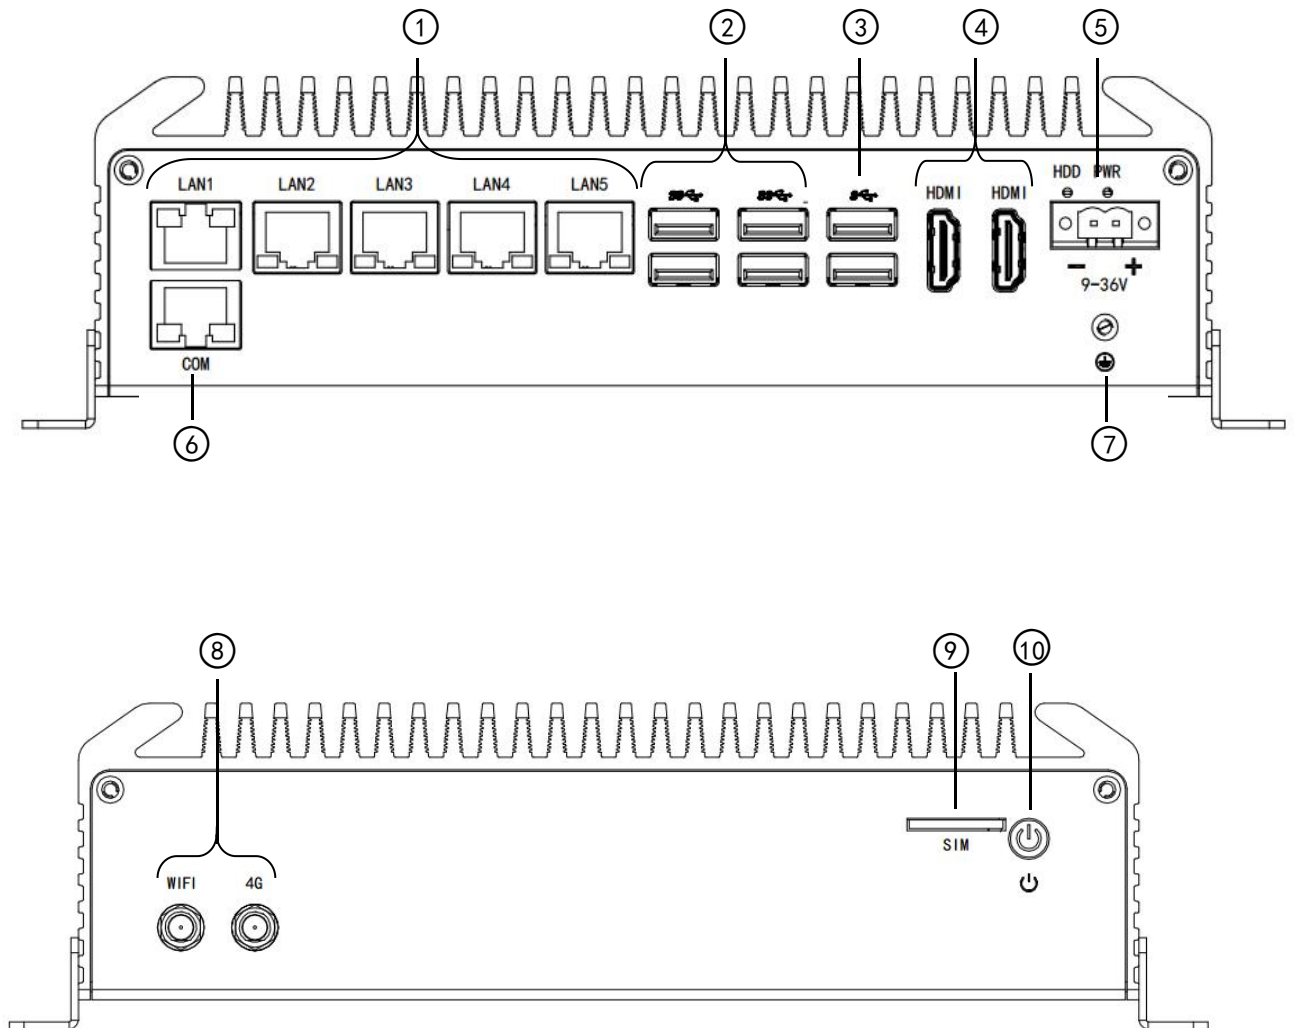 ① ② ③ ④ ⑤
LAN1 LAN2 LAN3 LAN4 LAN5 HDMI HDMI HDD PWR
− +
9-36V
COM
⑥ ⑦
⑧ ⑨ ⑩
SIM
WIFI 4G